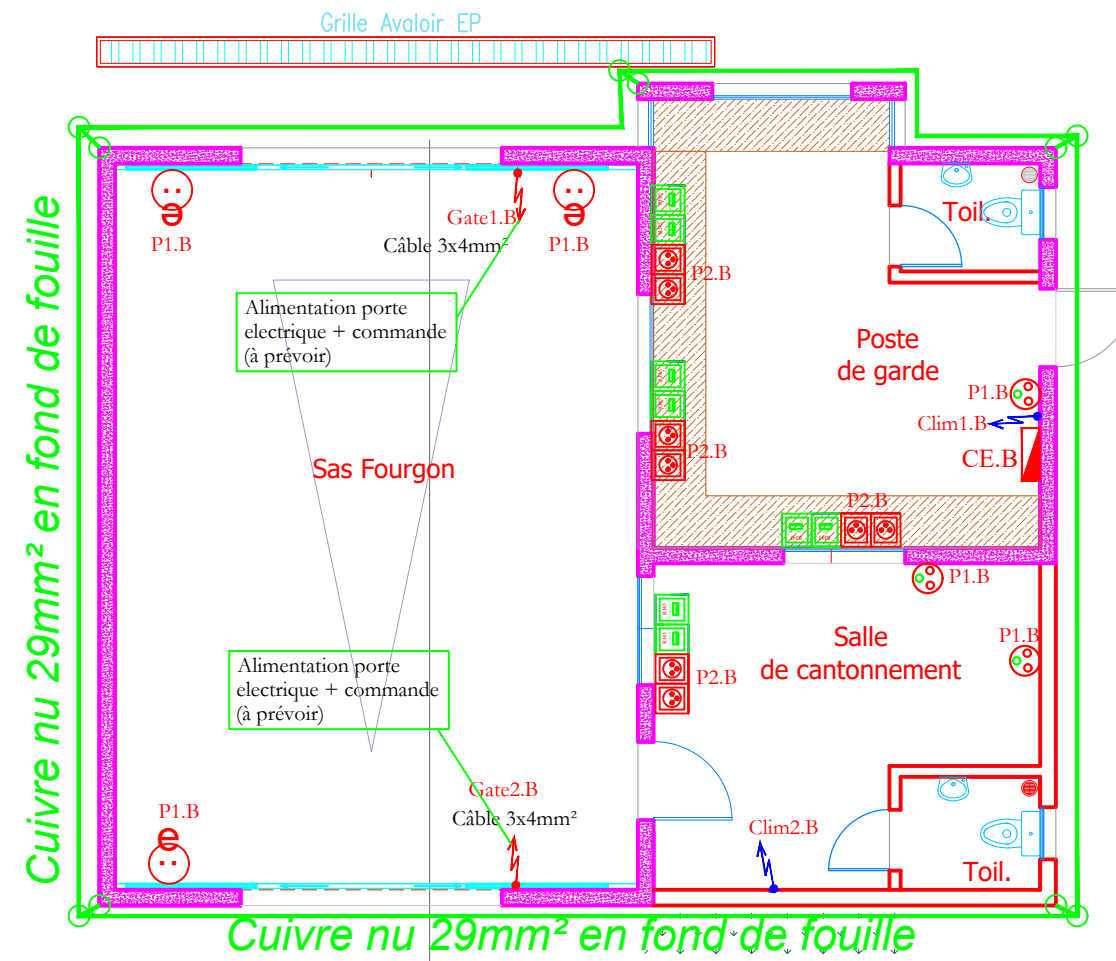 Grille Avaloir EP
Cuivre nu 29mm² en fond de fouille
P1.B
Gate1.B
P1.B
Câble 3x4mm²
Alimentation porte
electrique + commande
(à prévoir)
Toil.
P2.B
Poste
de garde
P1.B
Clim1.B
CE.B
P2.B
Sas Fourgon
P2.B
P1.B
Salle
de cantonnement
P1.B
P2.B
Alimentation porte
electrique + commande
(à prévoir)
Gate2.B
Câble 3x4mm²
P1.B
Clim2.B
Toil.
Cuivre nu 29mm² en fond de fouille